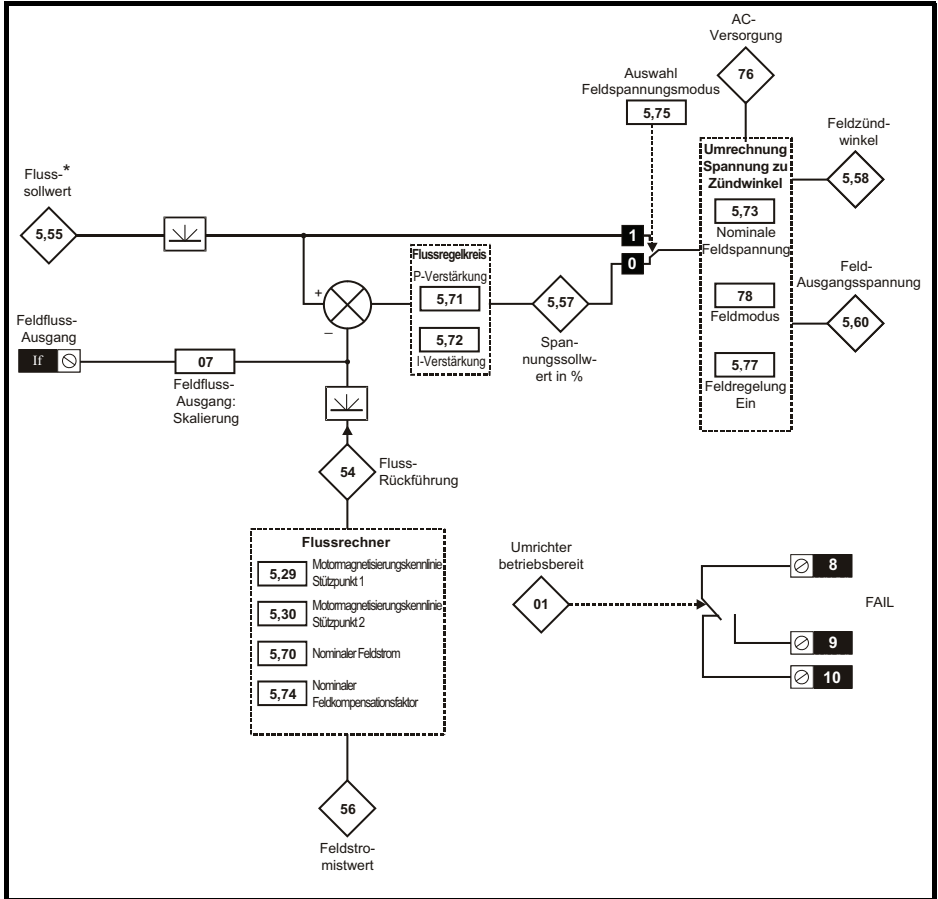 AC-
Versorgung
76
Auswahl
Feldspannungsmodus
5,75
Fluss-*
sollwert
5,55
1
0
Umrechnung
Spannung zu
Zündwinkel
5,73
Nominale
Feldspannung
78
Feldmodus
5,77
Feldregelung
Ein
Feldzünd-
winkel
5,58
Feld-
Ausgangsspannung
5,60
Flussregelkreis
P-Verstärkung
5,71
5,72
I-Verstärkung
5,57
Span-
nungssollw-
ert in %
+
–
Feldfluss-
Ausgang
If
07
Feldfluss-
Ausgang:
Skalierung
54
Fluss-
Rückführung
Flussrechner
5,29 Motormagnetisierungskennlinie
Stützpunkt 1
5,30 Motormagnetisierungskennlinie
Stützpunkt 2
5,70 Nominaler Feldstrom
5,74 Nominaler
Feldkompensationsfaktor
56
Feldstro-
mistwert
Umrichter
betriebsbereit
01
8
FAIL
9
10